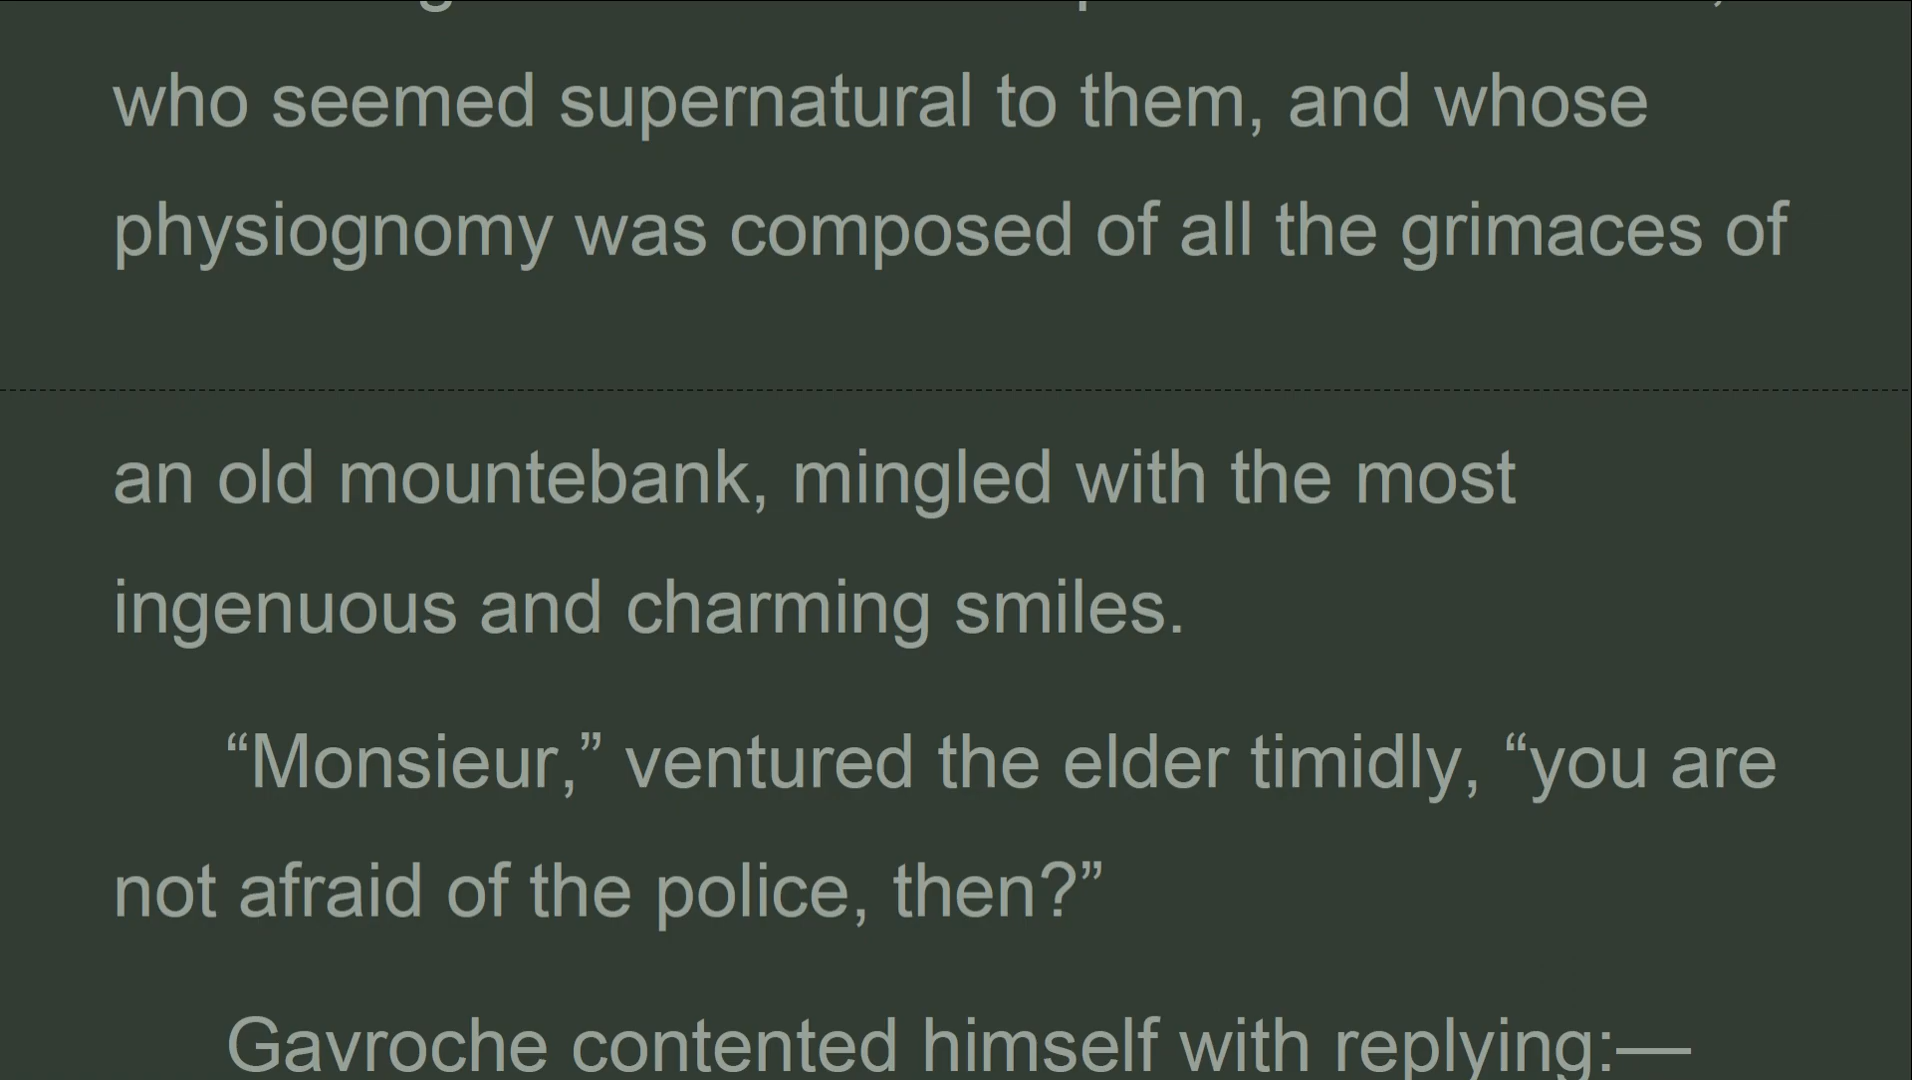 who seemed supernatural to them, and whose
physiognomy was composed of all the grimaces of
an old mountebank, mingled with the most
ingenuous and charming smiles.
“Monsieur,” ventured the elder timidly, “you are
not afraid of the police, then?”
Gavroche contented himself with replying:—